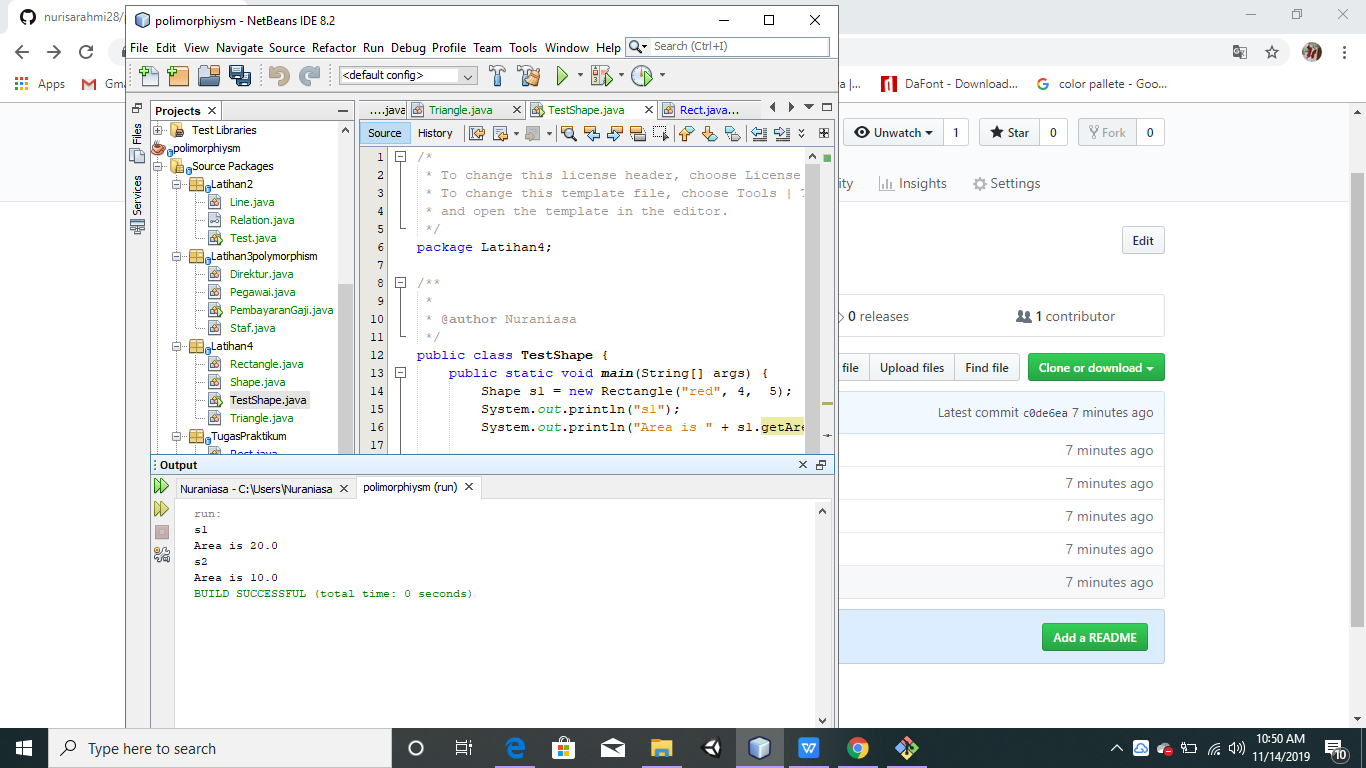 nurisarahmi28/
polimorphiysm - NetBeans IDE 8.2
File Edit View Navigate Source Refactor Run Debug Profile Team Tools Window Help
Search (Ctrl+I)
<default config>
Apps
DaFont - Download...
color pallete - Goo...
Projects
Files
Services
Test Libraries
polimorphiysm
Source Packages
Latihan2
Line.java
Relation.java
Test.java
Latihan3polymorphism
Direktur.java
Pegawai.java
PembayaranGaji.java
Staf.java
Latihan4
Rectangle.java
Shape.java
TestShape.java
Triangle.java
TugasPraktikum
Rect.java
....java Triangle.java TestShape.java Rect.java...
Source History
1 /*
2 * To change this license header, choose License
3 * To change this template file, choose Tools | T
4 * and open the template in the editor.
5 */
6 package Latihan4;
7
8 /**
9 *
10 * @author Nuraniasa
11 */
12 public class TestShape {
13 public static void main(String[] args) {
14 Shape s1 = new Rectangle("red", 4,  5);
15 System.out.println("s1");
16 System.out.println("Area is " + s1.getAre
17
Output
Nuraniasa - C:\Users\Nuraniasa polimorphiysm (run)
run:
s1
Area is 20.0
s2
Area is 10.0
BUILD SUCCESSFUL (total time: 0 seconds)
Unwatch 1 Star 0 Fork 0
ity Insights Settings
Edit
0 releases 1 contributor
file Upload files Find file Clone or download
Latest commit c0de6ea 7 minutes ago
7 minutes ago
7 minutes ago
7 minutes ago
7 minutes ago
7 minutes ago
Add a README
Type here to search
10:50 AM
11/14/2019
10